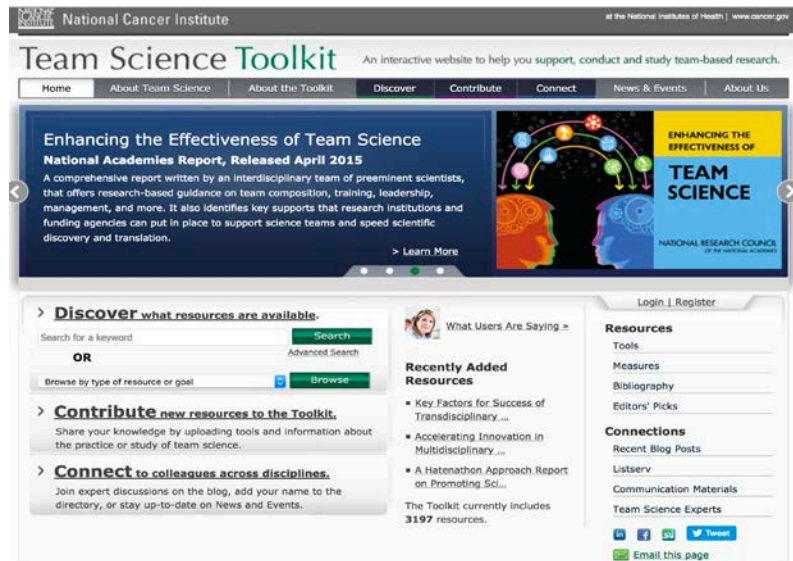 NATIONAL CANCER INSTITUTE
National Cancer Institute
at the National Institutes of Health | www.cancer.gov
Team Science Toolkit
An interactive website to help you support, conduct and study team-based research.
Home
About Team Science
About the Toolkit
Discover
Contribute
Connect
News & Events
About Us
Enhancing the Effectiveness of Team Science
National Academies Report, Released April 2015
A comprehensive report written by an interdisciplinary team of preeminent scientists,
that offers research-based guidance on team composition, training, leadership,
management, and more. It also identifies key supports that research institutions and
funding agencies can put in place to support science teams and speed scientific
discovery and translation.
> Learn More
ENHANCING THE
EFFECTIVENESS OF
TEAM
SCIENCE
NATIONAL RESEARCH COUNCIL
OF THE NATIONAL ACADEMIES
> Discover what resources are available.
Search for a keyword
Search
OR
Advanced Search
Browse by type of resource or goal
Browse
> Contribute new resources to the Toolkit.
Share your knowledge by uploading tools and information about
the practice or study of team science.
> Connect to colleagues across disciplines.
Join expert discussions on the blog, add your name to the
directory, or stay up-to-date on News and Events.
What Users Are Saying »
Recently Added
Resources
▪ Key Factors for Success of
Transdisciplinary ...
▪ Accelerating Innovation in
Multidisciplinary ...
▪ A Hatenathon Approach Report
on Promoting Sci...
The Toolkit currently includes
3197 resources.
Login | Register
Resources
Tools
Measures
Bibliography
Editors' Picks
Connections
Recent Blog Posts
Listserv
Communication Materials
Team Science Experts
in
f
Tweet
Email this page